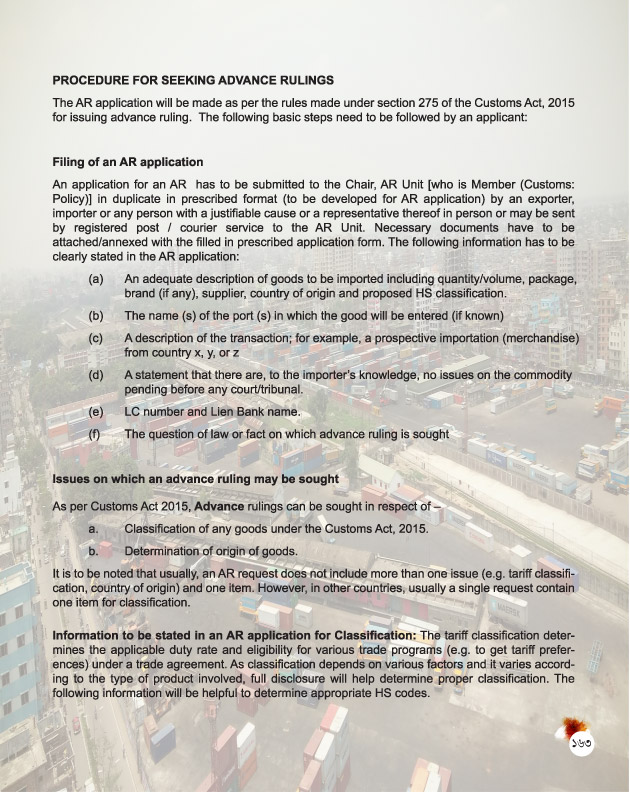 PROCEDURE FOR SEEKING ADVANCE RULINGS
The AR application will be made as per the rules made under section 275 of the Customs Act, 2015
for issuing advance ruling. The following basic steps need to be followed by an applicant:
Filing of an AR application
An application for an AR has to be submitted to the Chair, AR Unit [who is Member (Customs:
Policy)] in duplicate in prescribed format (to be developed for AR application) by an exporter,
importer or any person with a justifiable cause or a representative thereof in person or may be sent
by registered post / courier service to the AR Unit. Necessary documents have to be
attached/annexed with the filled in prescribed application form. The following information has to be
clearly stated in the AR application:
(a) An adequate description of goods to be imported including quantity/volume, package,
brand (if any), supplier, country of origin and proposed HS classification.
(b) The name (s) of the port (s) in which the good will be entered (if known)
(c) A description of the transaction; for example, a prospective importation (merchandise)
from country x, y, or z
(d) A statement that there are, to the importer's knowledge, no issues on the commodity
pending before any court/tribunal.
(e) LC number and Lien Bank name.
(f) The question of law or fact on which advance ruling is sought
Issues on which an advance ruling may be sought
As per Customs Act 2015, Advance rulings can be sought in respect of –
a. Classification of any goods under the Customs Act, 2015.
b. Determination of origin of goods.
It is to be noted that usually, an AR request does not include more than one issue (e.g. tariff classifi-
cation, country of origin) and one item. However, in other countries, usually a single request contain
one item for classification.
Information to be stated in an AR application for Classification: The tariff classification deter-
mines the applicable duty rate and eligibility for various trade programs (e.g. to get tariff prefer-
ences) under a trade agreement. As classification depends on various factors and it varies accord-
ing to the type of product involved, full disclosure will help determine proper classification. The
following information will be helpful to determine appropriate HS codes.
১৬৩